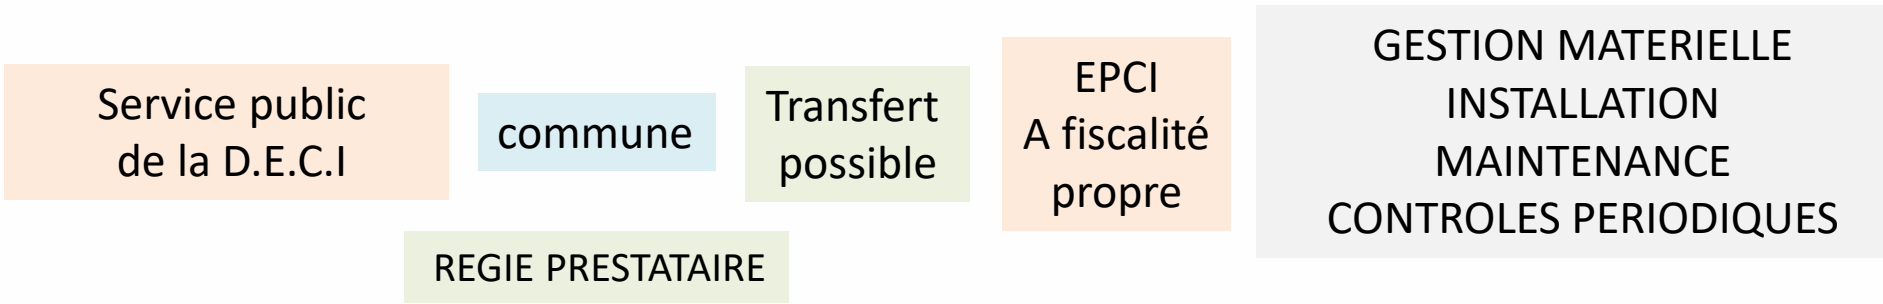 Service public
de la D.E.C.I
commune
Transfert
possible
EPCI
A fiscalité
propre
GESTION MATERIELLE
INSTALLATION
MAINTENANCE
CONTROLES PERIODIQUES
REGIE PRESTATAIRE